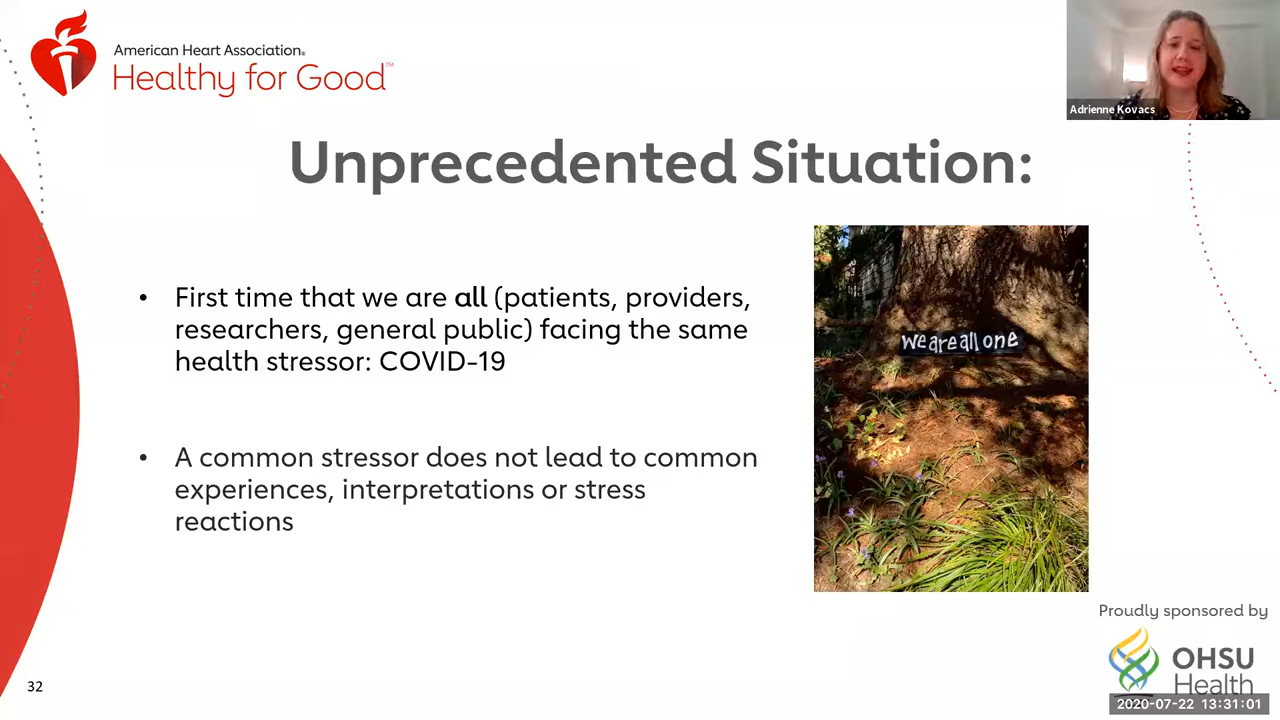 American Heart Association®
Healthy for Good™
Adrienne Kovacs
Unprecedented Situation:
• First time that we are all (patients, providers,
researchers, general public) facing the same
health stressor: COVID-19
we are all one
• A common stressor does not lead to common
experiences, interpretations or stress
reactions
Proudly sponsored by
OHSU
Health
2020-07-22 13:31:01
32